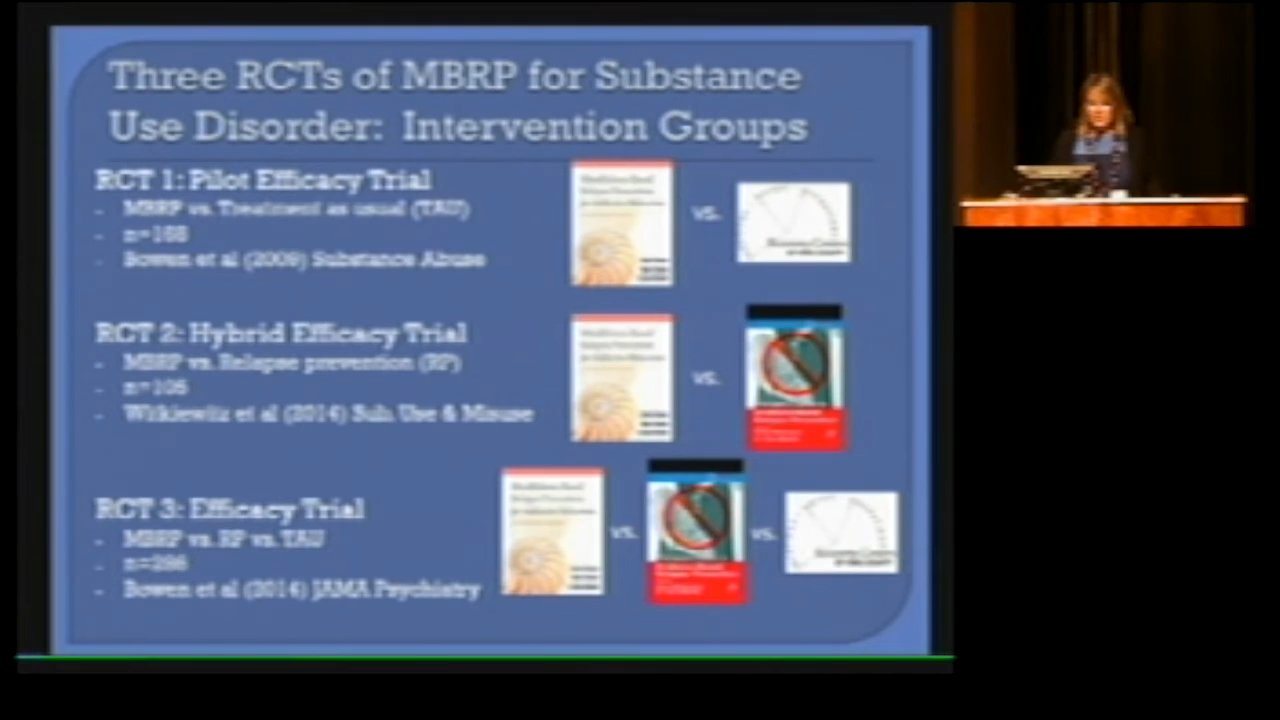 Three RCTs of MBRP for Substance
Use Disorder: Intervention Groups
RCT 1: Pilot Efficacy Trial
- MBRP vs. Treatment as usual (TAU)
- n=168
- Bowen et al (2009) Substance Abuse
vs.
RCT 2: Hybrid Efficacy Trial
- MBRP vs. Relapse prevention (RP)
- n=105
- Witkiewitz et al (2014) Sub. Use & Misuse
vs.
RCT 3: Efficacy Trial
- MBRP vs. RP vs. TAU
- n=286
- Bowen et al (2014) JAMA Psychiatry
vs.
vs.